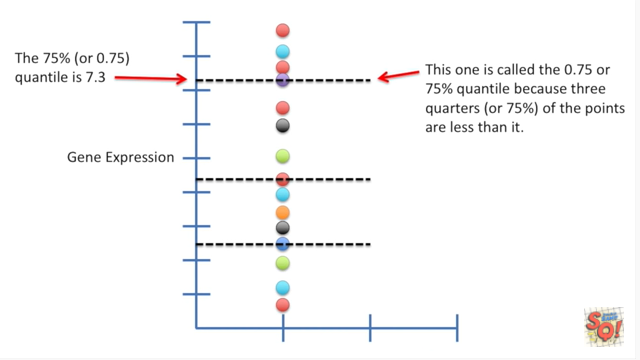 The 75% (or 0.75)
quantile is 7.3
This one is called the 0.75 or
75% quantile because three
quarters (or 75%) of the points
are less than it.
Gene Expression
SQ!